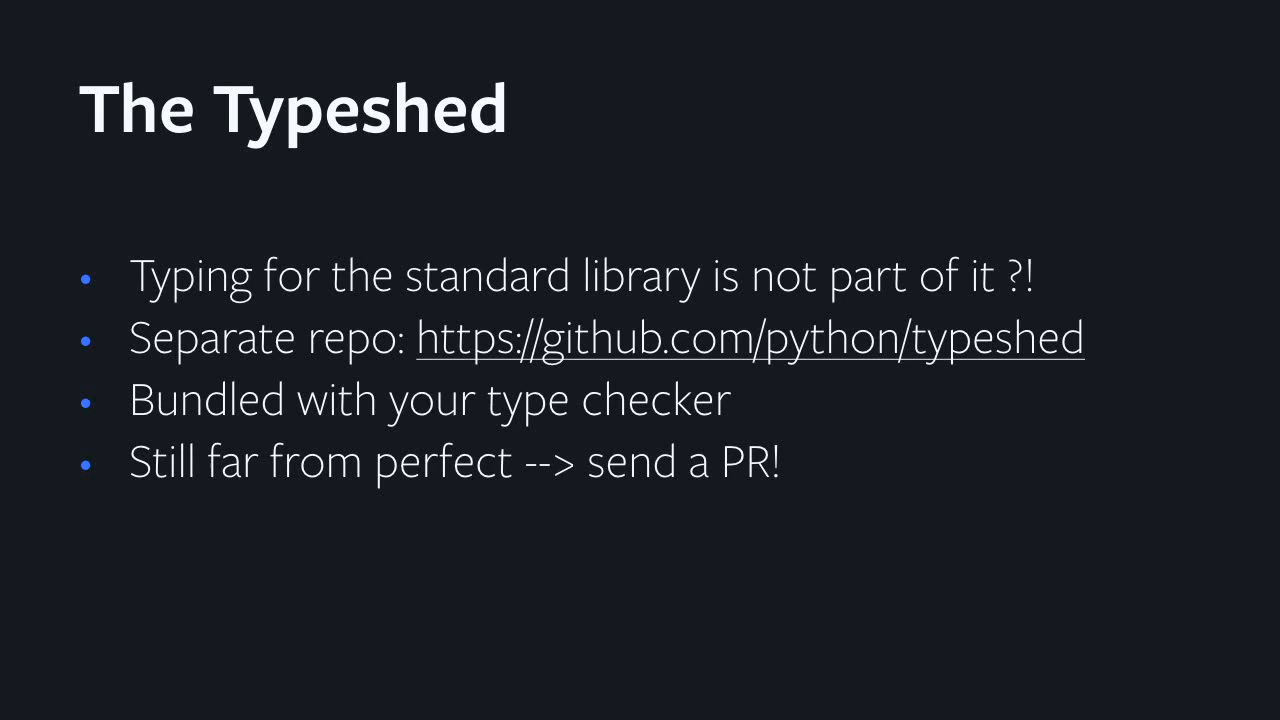 The Typeshed
• Typing for the standard library is not part of it ?!
• Separate repo: https://github.com/python/typeshed
• Bundled with your type checker
• Still far from perfect --> send a PR!